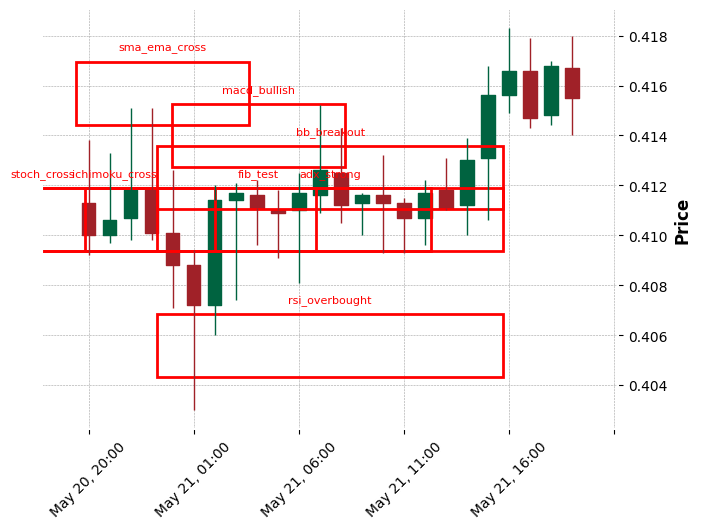 sma_ema_cross
macd_bullish
bb_breakout
stoch_cross
ichimoku_cross
fib_test
rsi_overbought
0.418
0.416
0.414
0.412
0.410
0.408
0.406
0.404
Price
May 20, 20:00
May 21, 01:00
May 21, 06:00
May 21, 11:00
May 21, 16:00